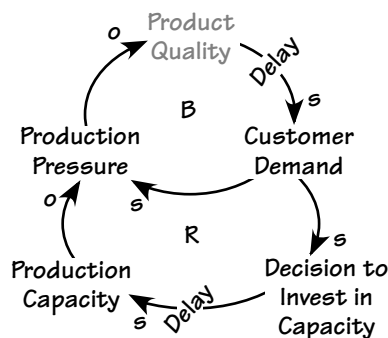 Product
Quality
o
Delay
s
B
Production
Pressure
Customer
Demand
s
o
R
s
Production
Capacity
Decision to
Invest in
Capacity
Delay
s